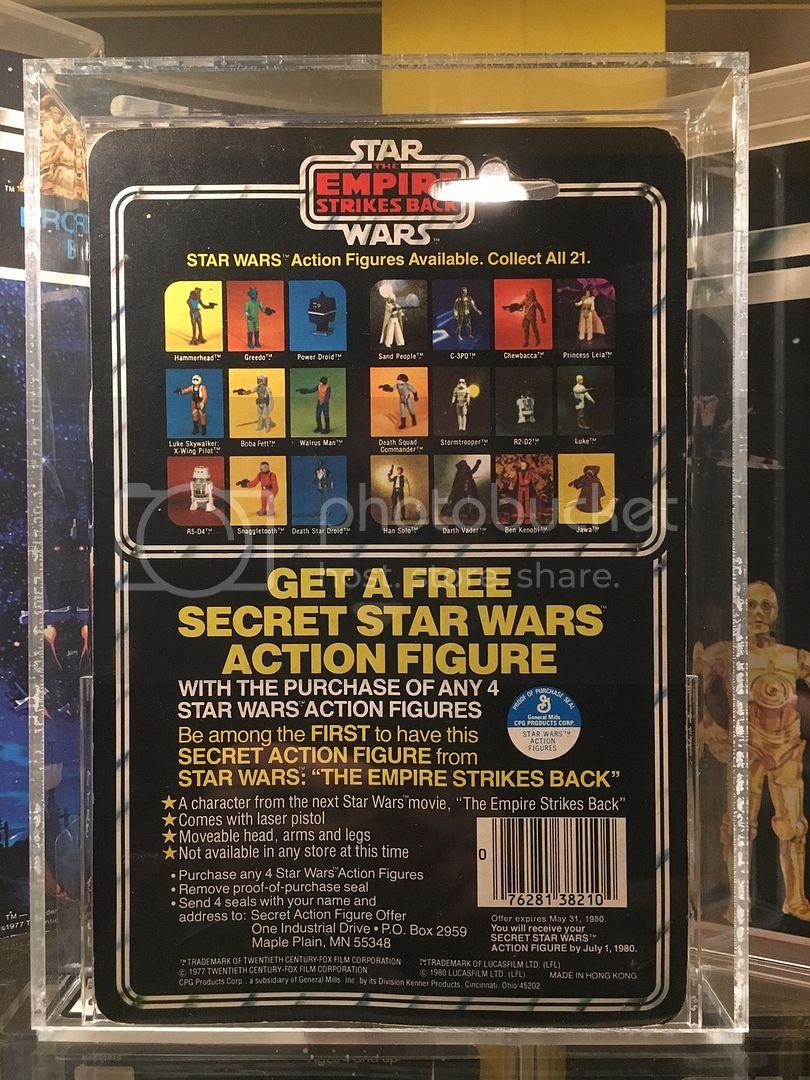 STAR
THE
EMPIRE
STRIKES BACK
WARS™
STAR WARS™ Action Figures Available. Collect All 21.
Hammerhead™ Greedo™ Power Droid™ Sand People™ C-3PO™ Chewbacca™ Princess Leia™
Luke Skywalker: X-Wing Pilot™ Boba Fett™ Walrus Man™ Death Squad Commander™ Stormtrooper™ R2-D2™ Luke™
R5-D4™ Snaggletooth™ Death Star Droid™ Han Solo™ Darth Vader™ Ben Kenobi™ Jawa™
photobucket
host. store. share.
GET A FREE
SECRET STAR WARS™
ACTION FIGURE
WITH THE PURCHASE OF ANY 4
STAR WARS™ ACTION FIGURES
PROOF OF PURCHASE SEAL
General Mills
CPG PRODUCTS CORP.
STAR WARS™
ACTION
FIGURES
Be among the FIRST to have this
SECRET ACTION FIGURE from
STAR WARS: "THE EMPIRE STRIKES BACK"
★A character from the next Star Wars™ movie, "The Empire Strikes Back"
★Comes with laser pistol
★Moveable head, arms and legs
★Not available in any store at this time
• Purchase any 4 Star Wars™ Action Figures
• Remove proof-of-purchase seal
• Send 4 seals with your name and
address to: Secret Action Figure Offer
One Industrial Drive • P.O. Box 2959
Maple Plain, MN 55348
0 76281 38210
Offer expires May 31, 1980.
You will receive your
SECRET STAR WARS™
ACTION FIGURE by July 1, 1980.
™TRADEMARK OF TWENTIETH CENTURY-FOX FILM CORPORATION
© 1977 TWENTIETH CENTURY-FOX FILM CORPORATION
™TRADEMARK OF LUCASFILM LTD. (LFL)
© 1980 LUCASFILM LTD. (LFL)
MADE IN HONG KONG
CPG Products Corp., a subsidiary of General Mills, Inc. by its Division Kenner Products, Cincinnati, Ohio 45202
TM
™
©1977